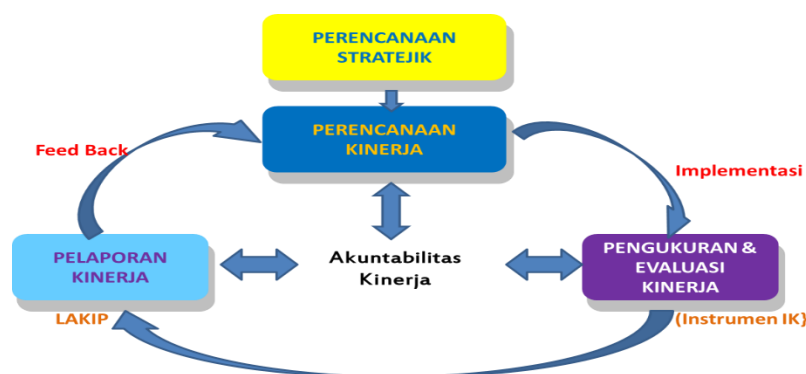 PERENCANAAN
STRATEJIK
PERENCANAAN
KINERJA
Feed Back
Implementasi
PELAPORAN
KINERJA
Akuntabilitas
Kinerja
PENGUKURAN &
EVALUASI
KINERJA
LAKIP
(Instrumen IK)